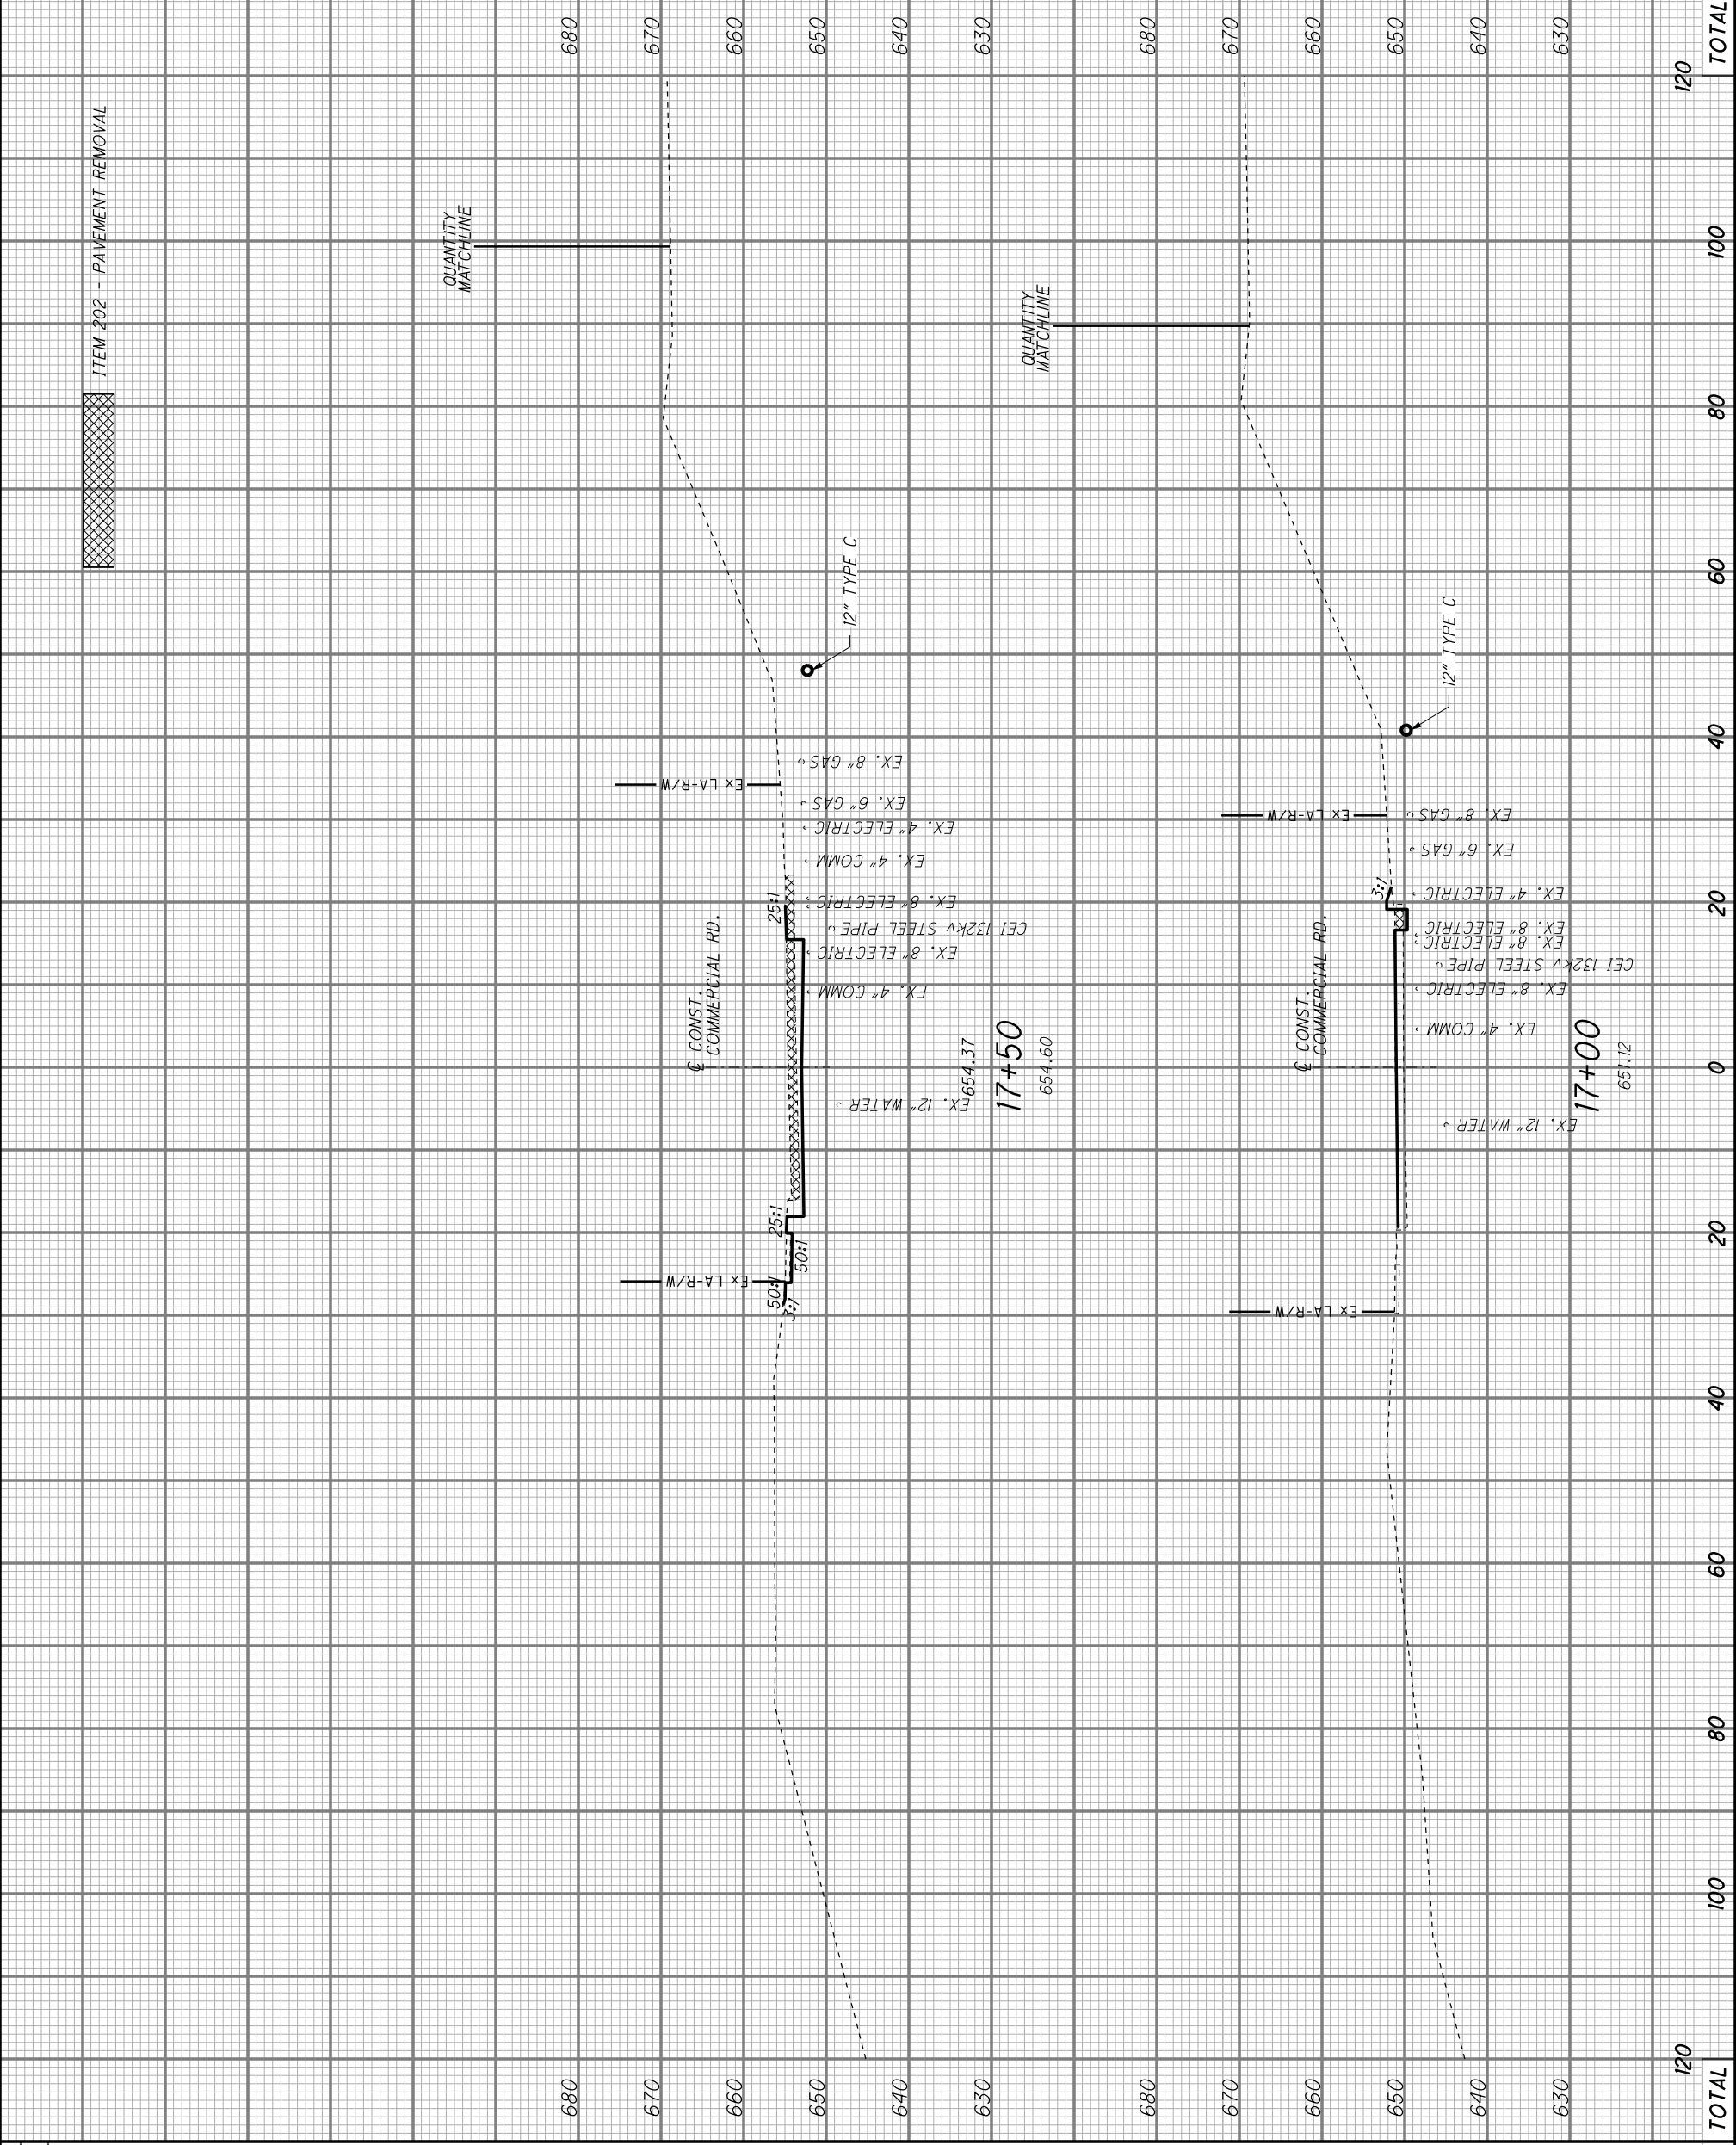 ITEM 202 - PAVEMENT REMOVAL
680
670
660
650
640
630
680
670
660
650
640
630
QUANTITY
MATCHLINE
12" TYPE C
Ex LA-R/W
Ex LA-R/W
℄ CONST.
COMMERCIAL RD.
50:1
3:1
50:1
25:1
25:1
EX. 12" WATER
EX. 4" COMM
EX. 8" ELECTRIC
CEI 132kv STEEL PIPE
EX. 8" ELECTRIC
EX. 4" COMM
EX. 4" ELECTRIC
EX. 6" GAS
EX. 8" GAS
654.37
17+50
654.60
680
670
660
650
640
630
680
670
660
650
640
630
QUANTITY
MATCHLINE
12" TYPE C
Ex LA-R/W
Ex LA-R/W
℄ CONST.
COMMERCIAL RD.
3:1
EX. 12" WATER
EX. 4" COMM
EX. 8" ELECTRIC
CEI 132kv STEEL PIPE
EX. 8" ELECTRIC
EX. 8" ELECTRIC
EX. 4" ELECTRIC
EX. 6" GAS
EX. 8" GAS
17+00
651.12
120
100
80
60
40
20
0
20
40
60
80
100
120
TOTAL
TOTAL